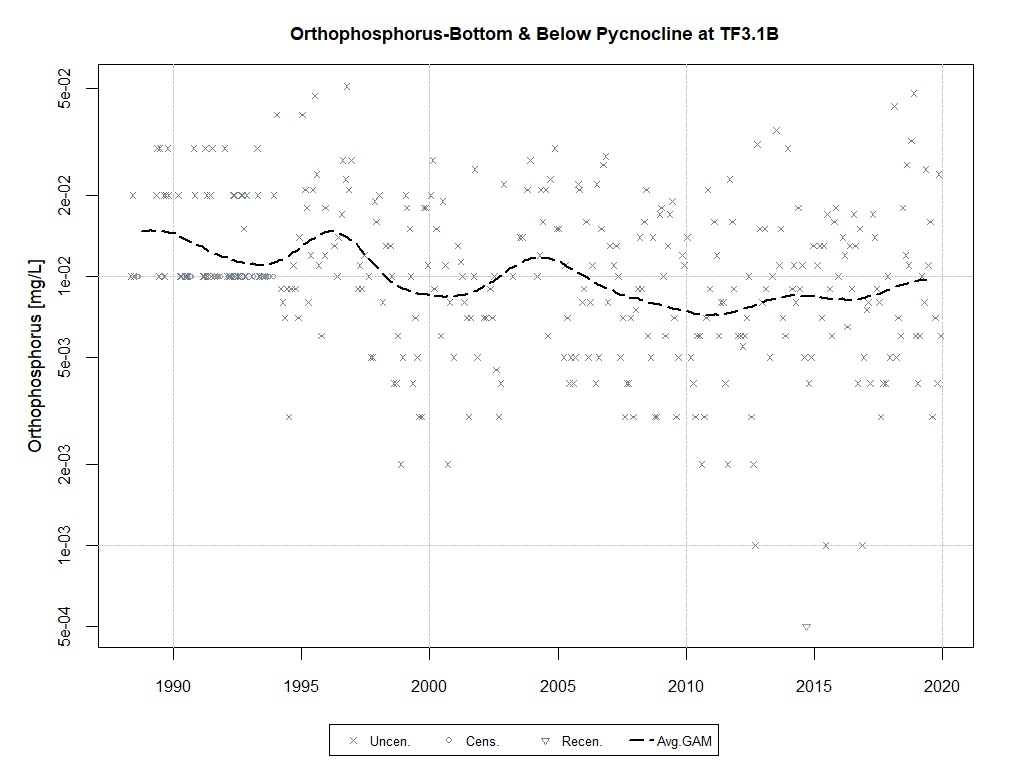 Orthophosphorus-Bottom & Below Pycnocline at TF3.1B
Orthophosphorus [mg/L]
5e-02
2e-02
1e-02
5e-03
2e-03
1e-03
5e-04
1990 1995 2000 2005 2010 2015 2020
Uncen. Cens. Recen. Avg.GAM